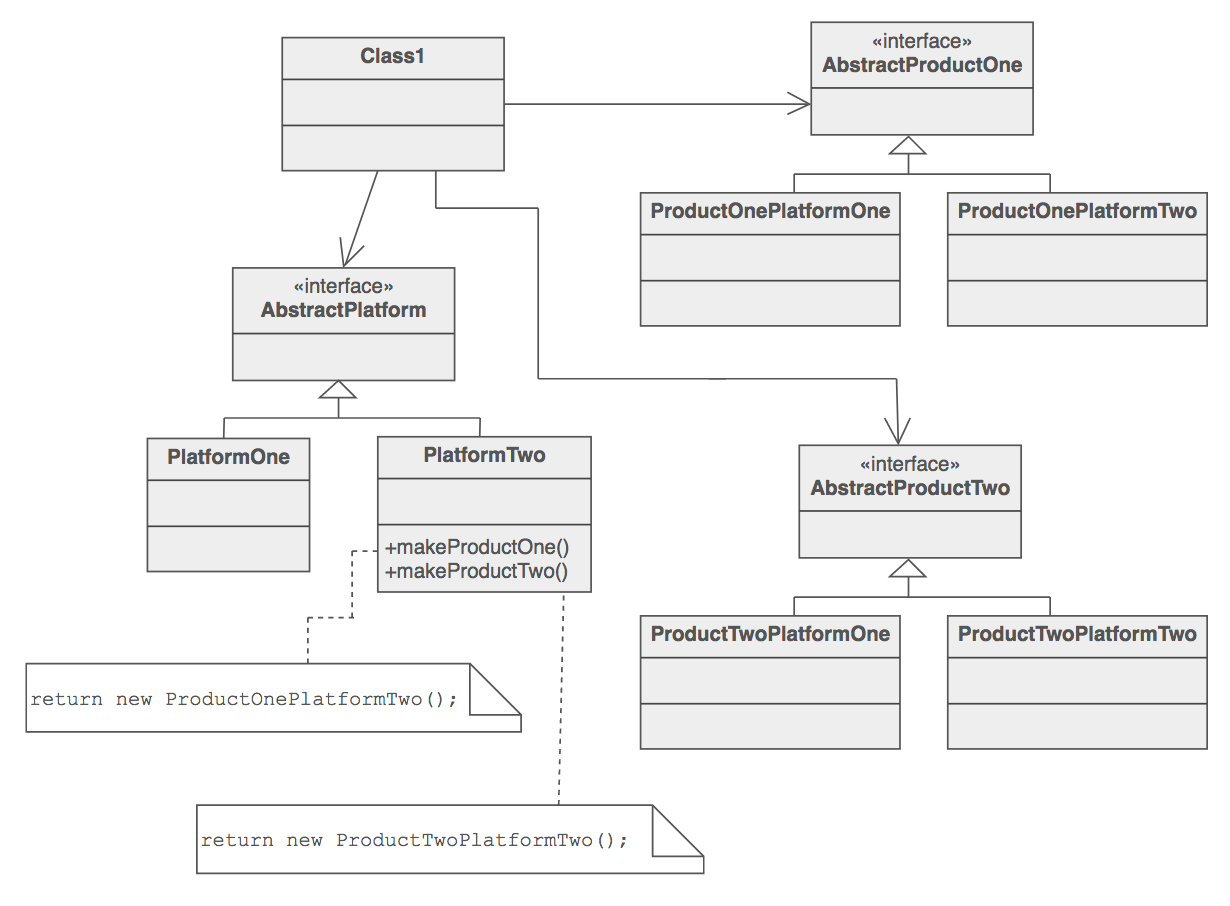 Class1
«interface»
AbstractProductOne
ProductOnePlatformOne
ProductOnePlatformTwo
«interface»
AbstractPlatform
PlatformOne
PlatformTwo
+makeProductOne()
+makeProductTwo()
«interface»
AbstractProductTwo
ProductTwoPlatformOne
ProductTwoPlatformTwo
return new ProductOnePlatformTwo();
return new ProductTwoPlatformTwo();